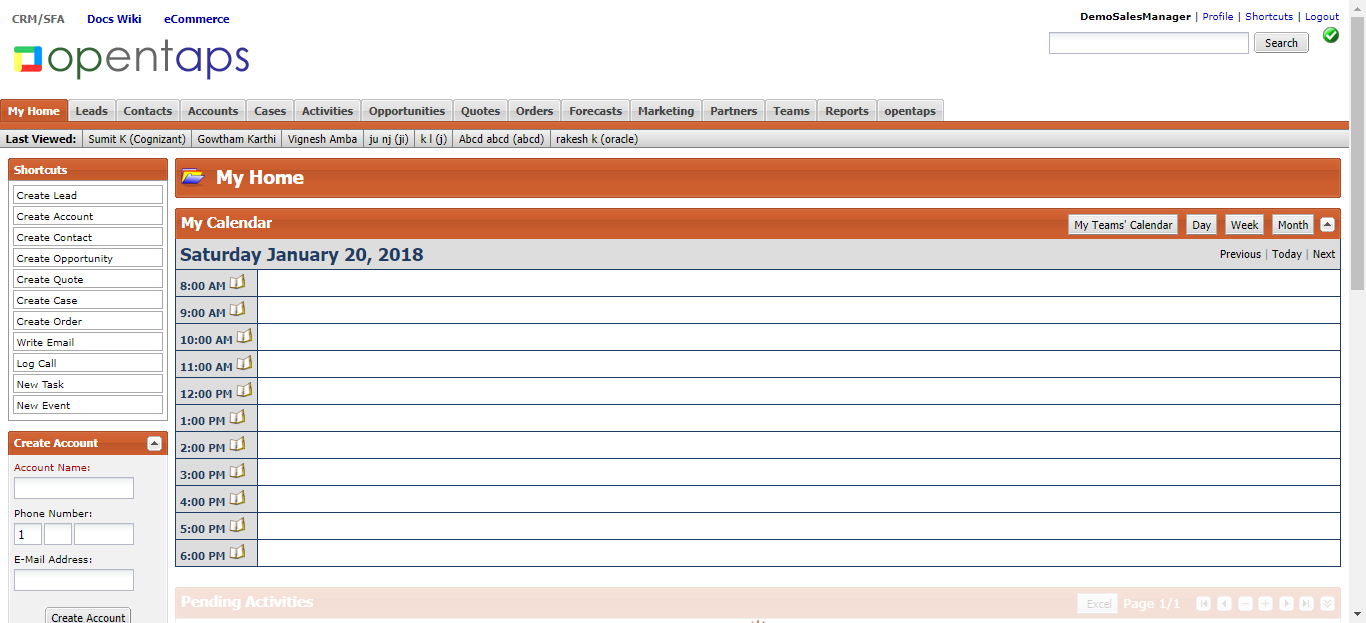 CRM/SFA Docs Wiki eCommerce
DemoSalesManager | Profile | Shortcuts | Logout
opentaps
Search
My Home Leads Contacts Accounts Cases Activities Opportunities Quotes Orders Forecasts Marketing Partners Teams Reports opentaps
Last Viewed: Sumit K (Cognizant) Gowtham Karthi Vignesh Amba ju nj (ji) k l (j) Abcd abcd (abcd) rakesh k (oracle)
Shortcuts
Create Lead
Create Account
Create Contact
Create Opportunity
Create Quote
Create Case
Create Order
Write Email
Log Call
New Task
New Event
Create Account
Account Name:
Phone Number:
1
E-Mail Address:
Create Account
My Home
My Calendar
My Teams' Calendar Day Week Month
Saturday January 20, 2018
Previous | Today | Next
8:00 AM
9:00 AM
10:00 AM
11:00 AM
12:00 PM
1:00 PM
2:00 PM
3:00 PM
4:00 PM
5:00 PM
6:00 PM
Pending Activities
Excel Page 1/1